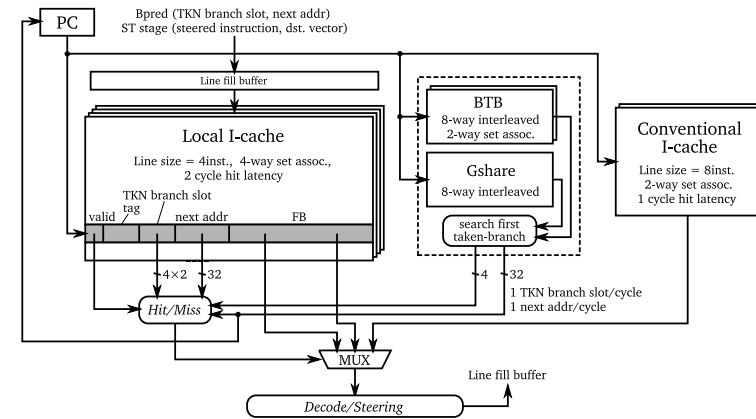 PC
Bpred (TKN branch slot, next addr)
ST stage (steered instruction, dst. vector)
Line fill buffer
Local I-cache
Line size = 4inst., 4-way set assoc.,
2 cycle hit latency
TKN branch slot
tag
valid
next addr
FB
BTB
8-way interleaved
2-way set assoc.
Gshare
8-way interleaved
search first
taken-branch
Conventional
I-cache
Line size = 8inst.
2-way set assoc.
1 cycle hit latency
4×2
32
4
32
1 TKN branch slot/cycle
1 next addr/cycle
Hit/Miss
MUX
Line fill buffer
Decode/Steering